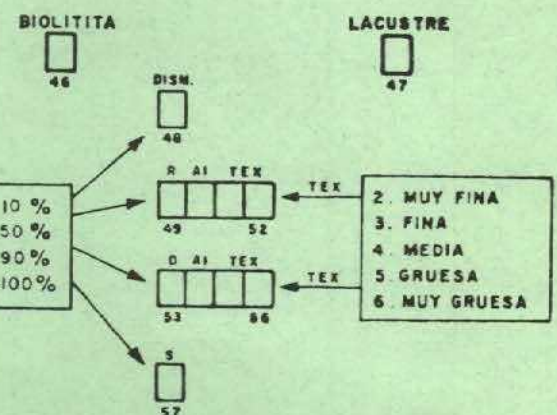 BIOLITITA
LACUSTRE
46
47
DISM.
48
R AI TEX
49 52
TEX
10 %
50 %
90 %
100%
2. MUY FINA
3. FINA
4. MEDIA
5. GRUESA
6. MUY GRUESA
D AI TEX
53 86
TEX
S
57